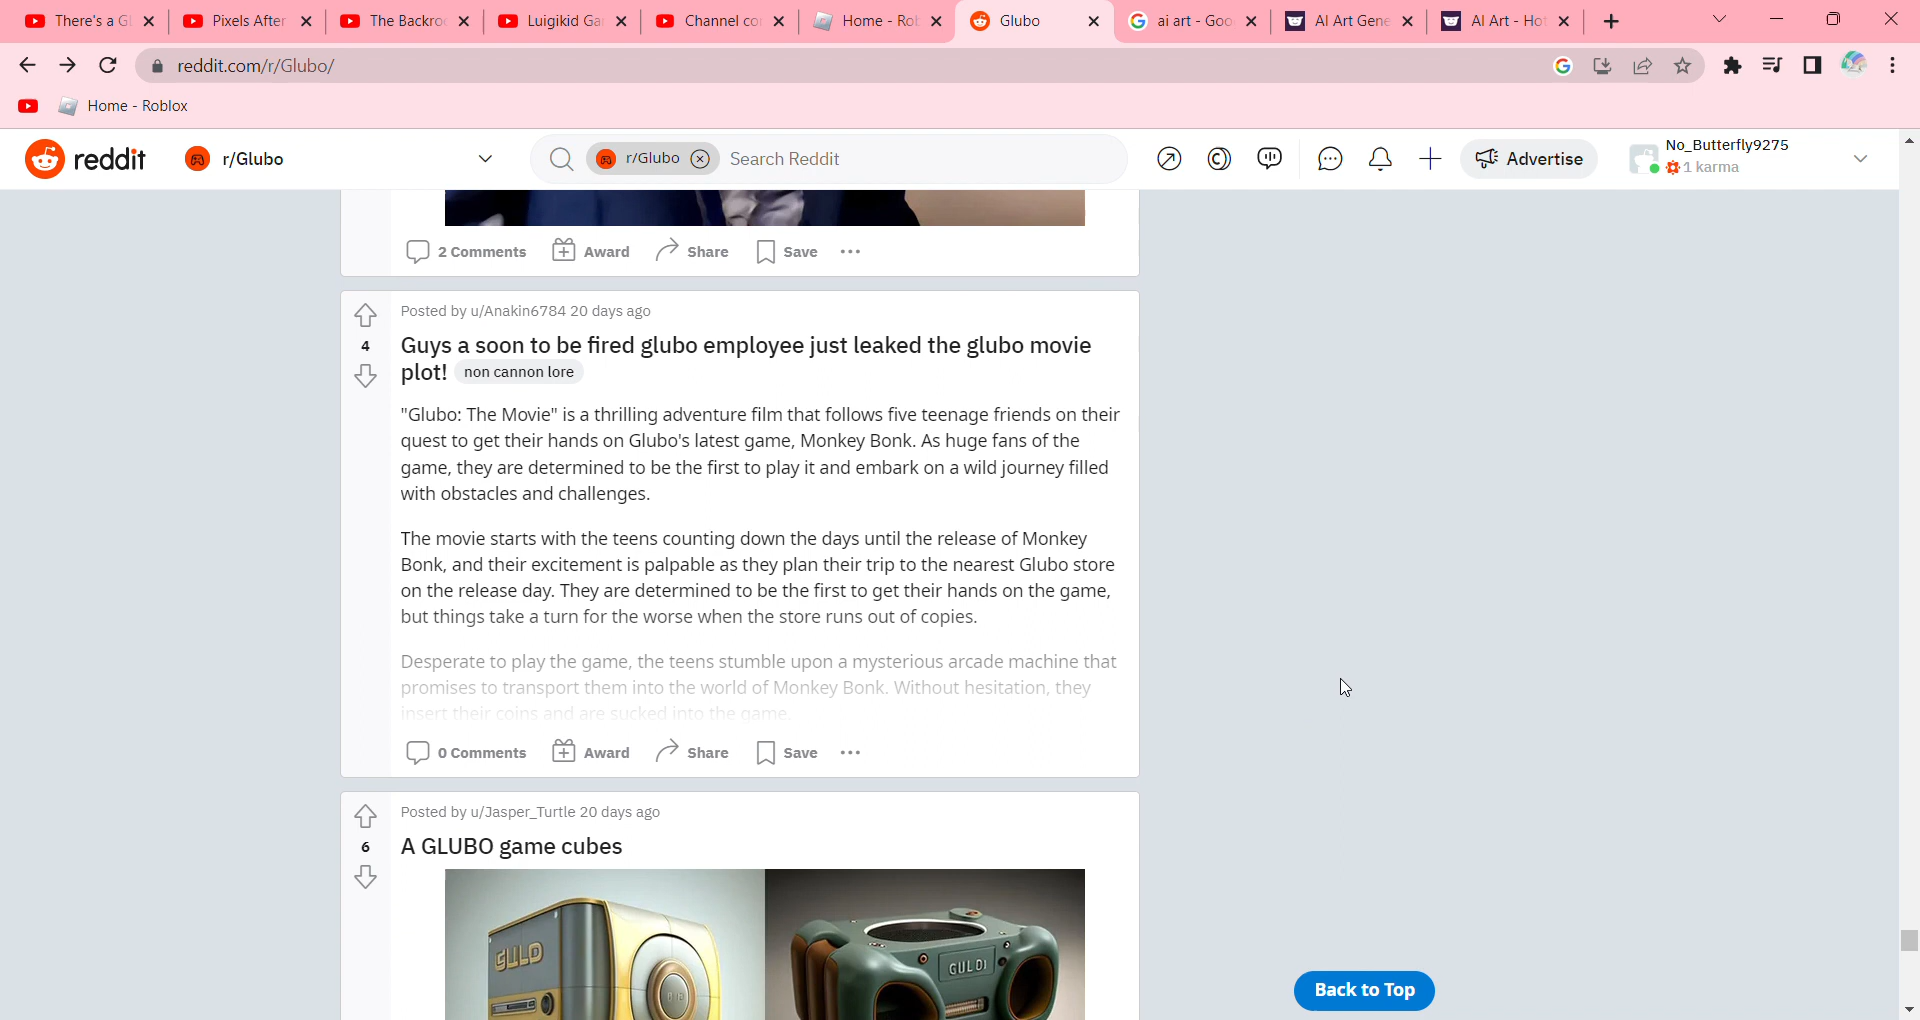 There's a Gl
Pixels After
The Backroo
Luigikid Ga
Channel co
Home - Rob
Glubo
ai art - Goo
AI Art Gene
AI Art - Hot
reddit.com/r/Glubo/
Home - Roblox
reddit
r/Glubo
r/Glubo
Search Reddit
Advertise
No_Butterfly9275
1 karma
2 Comments
Award
Share
Save
Posted by u/Anakin6784 20 days ago
4
Guys a soon to be fired glubo employee just leaked the glubo movie
plot! non cannon lore
"Glubo: The Movie" is a thrilling adventure film that follows five teenage friends on their
quest to get their hands on Glubo's latest game, Monkey Bonk. As huge fans of the
game, they are determined to be the first to play it and embark on a wild journey filled
with obstacles and challenges.
The movie starts with the teens counting down the days until the release of Monkey
Bonk, and their excitement is palpable as they plan their trip to the nearest Glubo store
on the release day. They are determined to be the first to get their hands on the game,
but things take a turn for the worse when the store runs out of copies.
Desperate to play the game, the teens stumble upon a mysterious arcade machine that
promises to transport them into the world of Monkey Bonk. Without hesitation, they
insert their coins and are sucked into the game.
0 Comments
Award
Share
Save
Posted by u/Jasper_Turtle 20 days ago
6
A GLUBO game cubes
GULDI
Back to Top